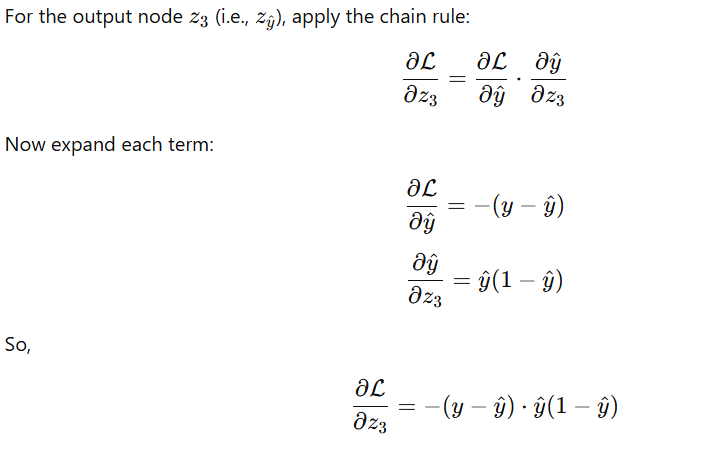 For the output node $z_3$ (i.e., $z_{\hat{y}}$), apply the chain rule:
$\frac{\partial \mathcal{L}}{\partial z_3} = \frac{\partial \mathcal{L}}{\partial \hat{y}} \cdot \frac{\partial \hat{y}}{\partial z_3}$
Now expand each term:
$\frac{\partial \mathcal{L}}{\partial \hat{y}} = -(y - \hat{y})$
$\frac{\partial \hat{y}}{\partial z_3} = \hat{y}(1 - \hat{y})$
So,
$\frac{\partial \mathcal{L}}{\partial z_3} = -(y - \hat{y}) \cdot \hat{y}(1 - \hat{y})$